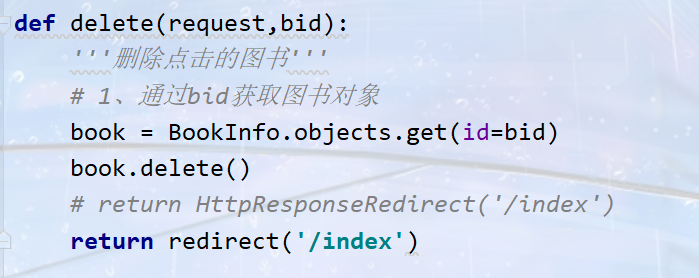 def delete(request,bid):
    '''删除点击的图书'''
    # 1、通过bid获取图书对象
    book = BookInfo.objects.get(id=bid)
    book.delete()
    # return HttpResponseRedirect('/index')
    return redirect('/index')